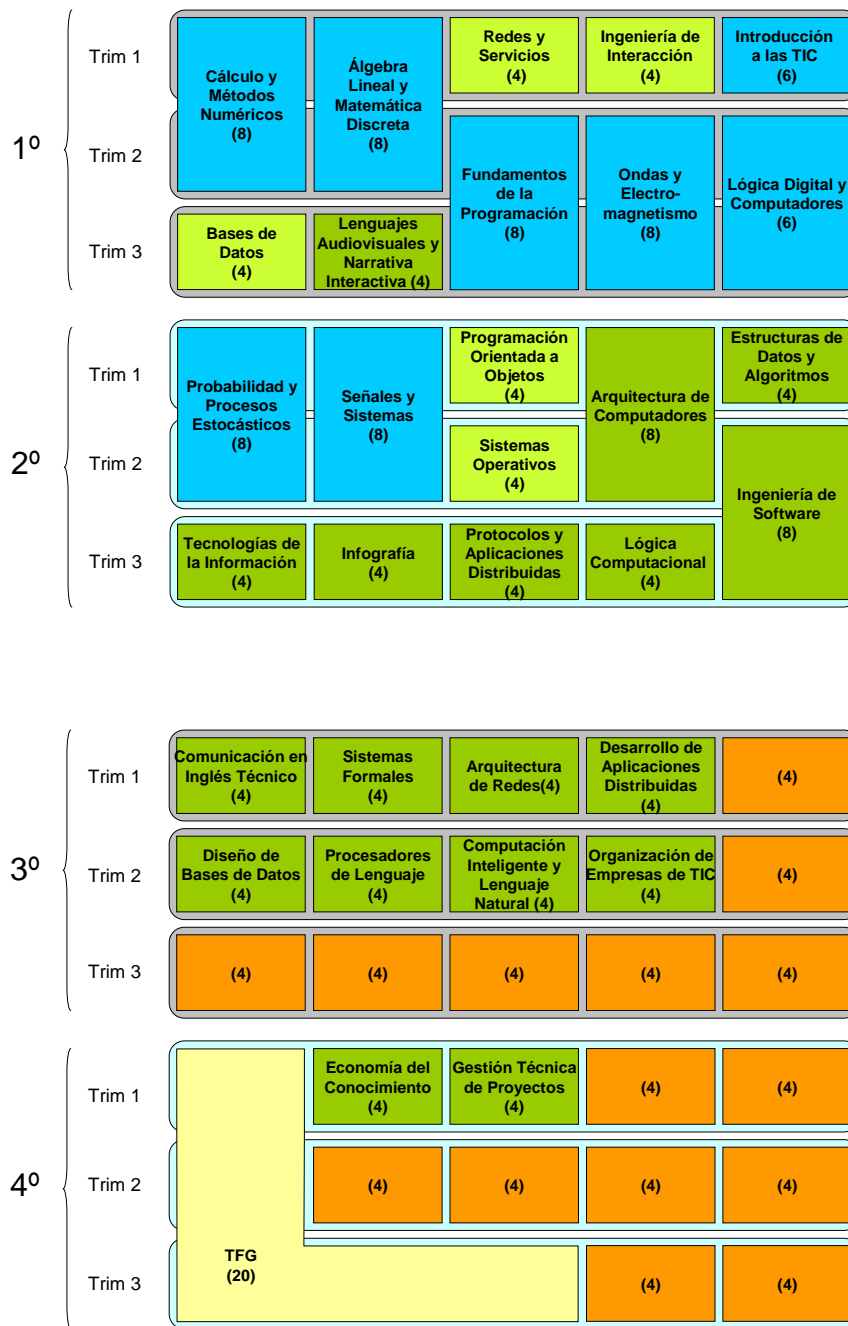 1º
Trim 1
Cálculo y
Métodos
Numéricos
(8)
Álgebra
Lineal y
Matemática
Discreta
(8)
Redes y
Servicios
(4)
Ingeniería de
Interacción
(4)
Introducción
a las TIC
(6)
Trim 2
Fundamentos
de la
Programación
(8)
Ondas y
Electro-
magnetismo
(8)
Lógica Digital y
Computadores
(6)
Trim 3
Bases de
Datos
(4)
Lenguajes
Audiovisuales y
Narrativa
Interactiva (4)
2º
Trim 1
Probabilidad y
Procesos
Estocásticos
(8)
Señales y
Sistemas
(8)
Programación
Orientada a
Objetos
(4)
Arquitectura de
Computadores
(8)
Estructuras de
Datos y
Algoritmos
(4)
Trim 2
Sistemas
Operativos
(4)
Ingeniería de
Software
(8)
Trim 3
Tecnologías de
la Información
(4)
Infografía
(4)
Protocolos y
Aplicaciones
Distribuidas
(4)
Lógica
Computacional
(4)
3º
Trim 1
Comunicación en
Inglés Técnico
(4)
Sistemas
Formales
(4)
Arquitectura
de Redes(4)
Desarrollo de
Aplicaciones
Distribuidas
(4)
(4)
Trim 2
Diseño de
Bases de Datos
(4)
Procesadores
de Lenguaje
(4)
Computación
Inteligente y
Lenguaje
Natural (4)
Organización de
Empresas de TIC
(4)
(4)
Trim 3
(4)
(4)
(4)
(4)
(4)
4º
Trim 1
Economía del
Conocimiento
(4)
Gestión Técnica
de Proyectos
(4)
(4)
(4)
Trim 2
(4)
(4)
(4)
(4)
Trim 3
TFG
(20)
(4)
(4)